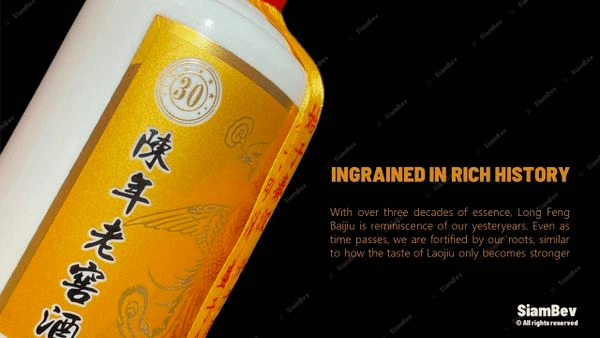 30
陳年老窖酒
INGRAINED IN RICH HISTORY
With over three decades of essence, Long Feng
Baijiu is reminiscence of our yesteryears. Even as
time passes, we are fortified by our roots, similar
to how the taste of Laojiu only becomes stronger
SiamBev
© All rights reserved